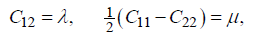 C₁₂ = λ, ½(C₁₁ − C₂₂) = μ,